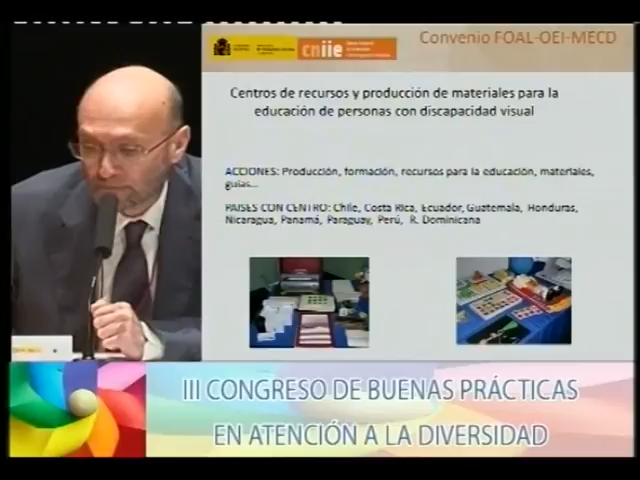 Convenio FOAL-OEI-MECD
cniie
Centros de recursos y producción de materiales para la
educación de personas con discapacidad visual
ACCIONES: Producción, formación, recursos para la educación, materiales,
guías...
PAISES CON CENTRO: Chile, Costa Rica, Ecuador, Guatemala, Honduras,
Nicaragua, Panamá, Paraguay, Perú, R. Dominicana
III CONGRESO DE BUENAS PRÁCTICAS
EN ATENCIÓN A LA DIVERSIDAD